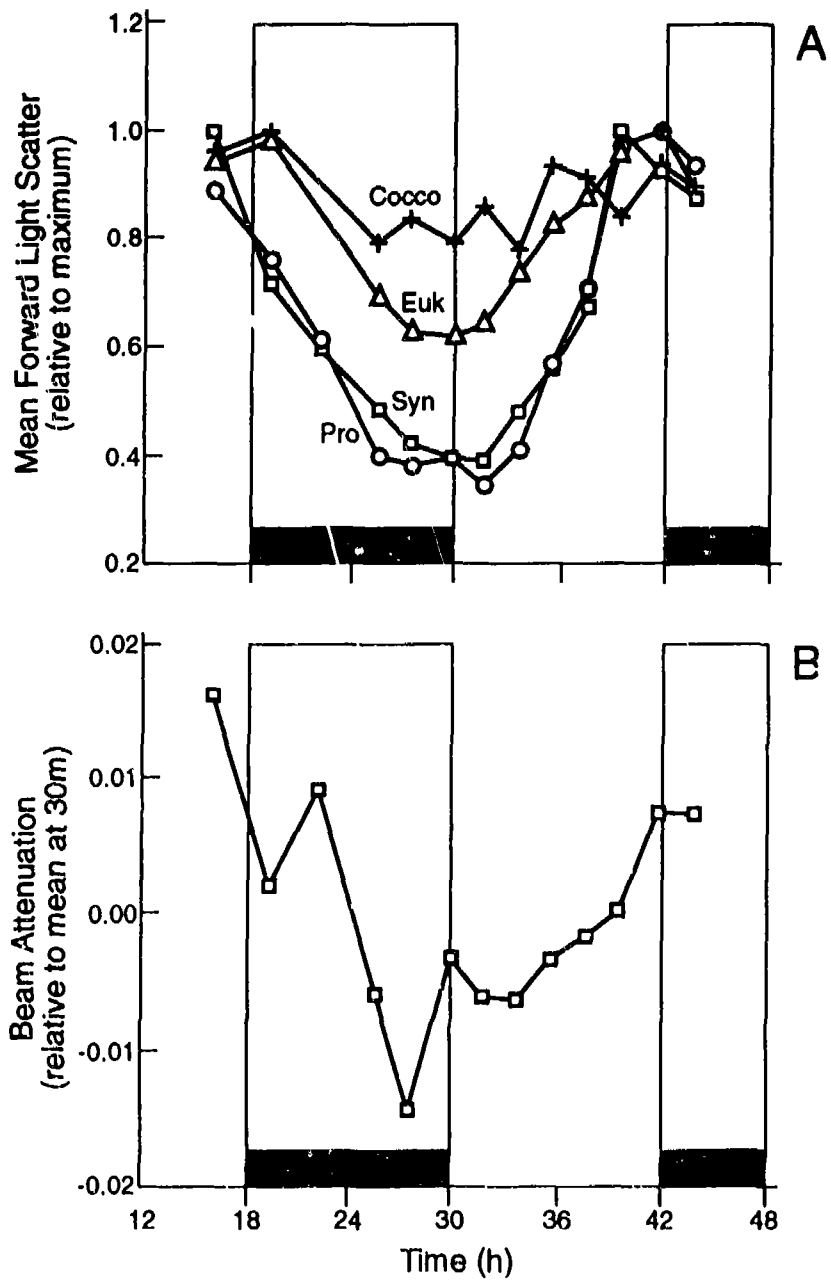 A
Mean Forward Light Scatter
(relative to maximum)
1.2
1.0
0.8
0.6
0.4
0.2
Cocco
Euk
Syn
Pro
B
Beam Attenuation
(relative to mean at 30m)
0.02
0.01
0.00
-0.01
-0.02
12 18 24 30 36 42 48
Time (h)